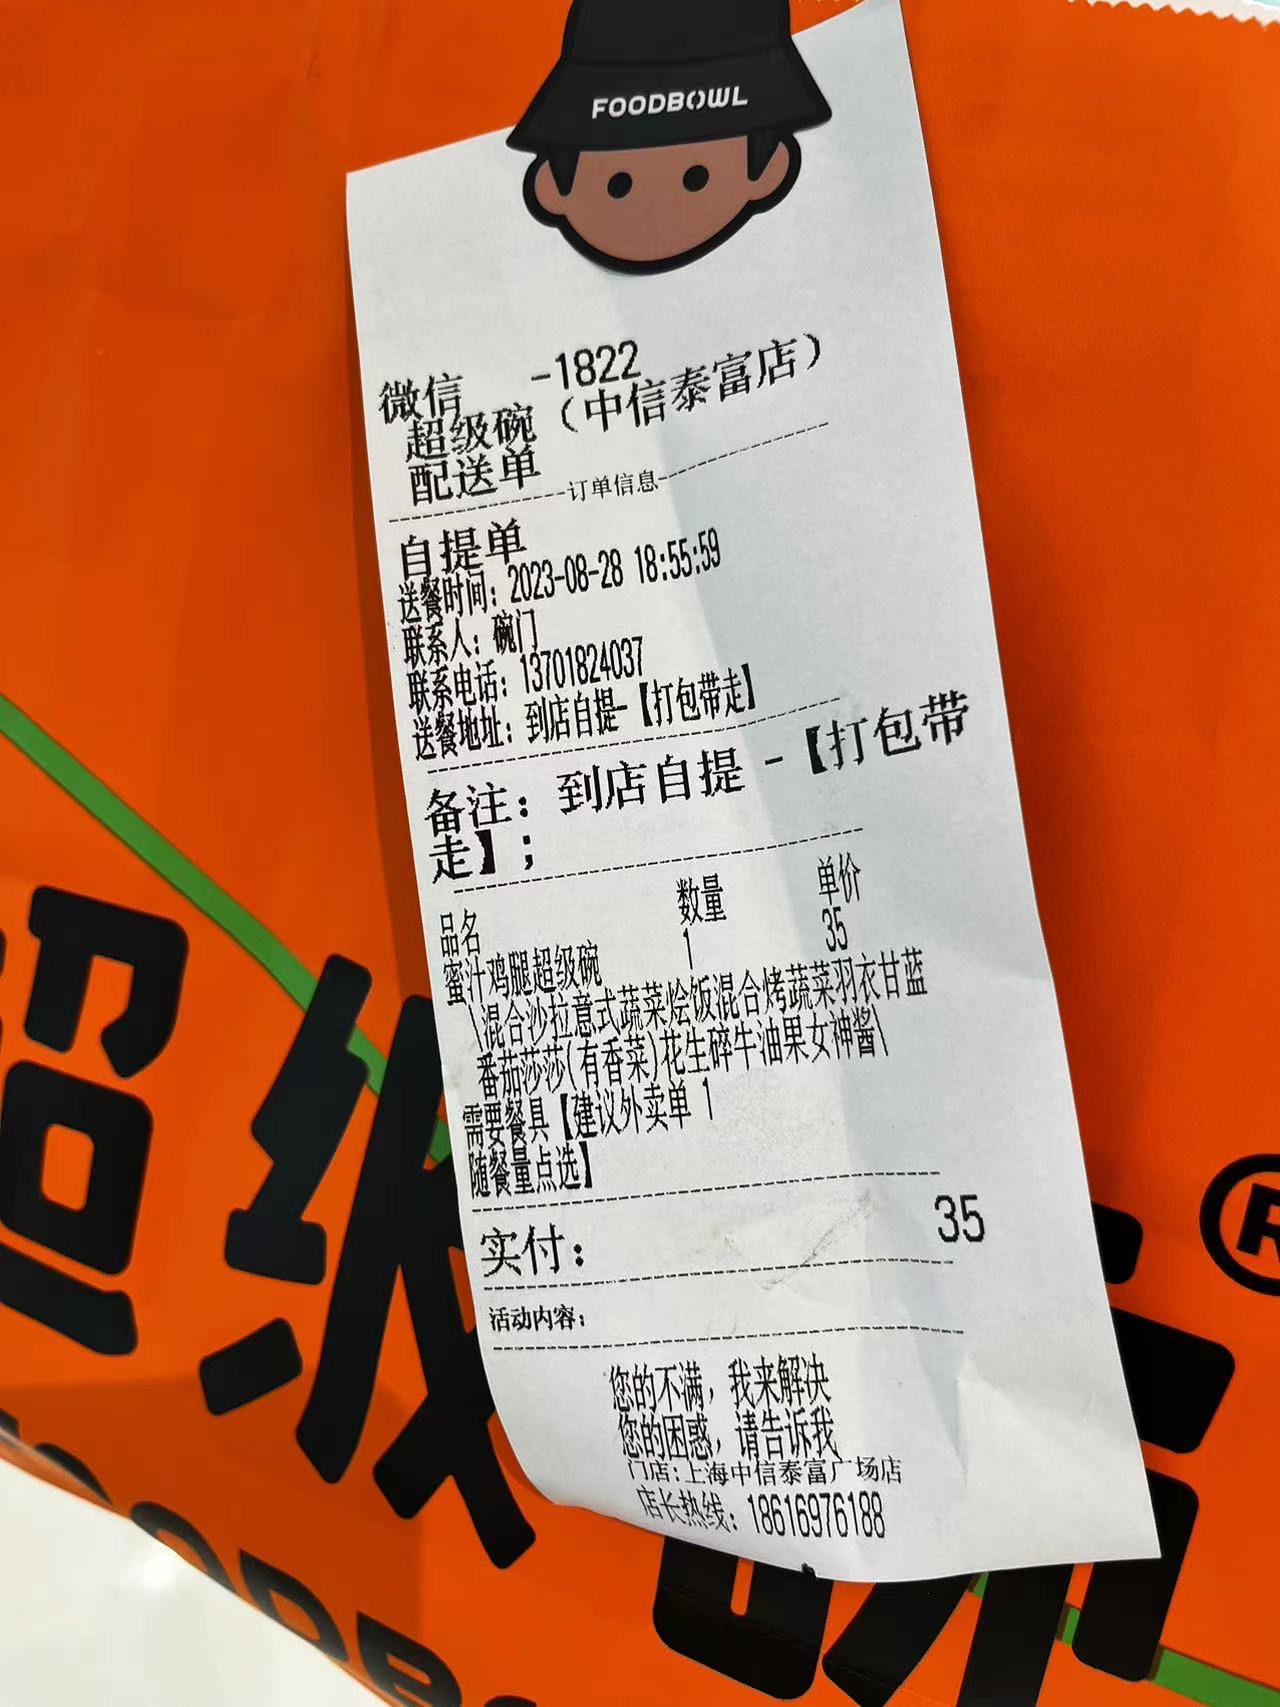 FOODBOWL
微信 -1822
超级碗（中信泰富店）
配送单
订单信息
自提单
送餐时间：2023-08-28 18:55:59
联系人：碗门
联系电话：13701824037
送餐地址：到店自提-【打包带走】
备注：到店自提-【打包带
走】；
品名 数量 单价
蜜汁鸡腿超级碗 1 35
\混合沙拉意式蔬菜烩饭混合烤蔬菜羽衣甘蓝
番茄莎莎(有香菜)花生碎牛油果女神酱\
需要餐具【建议外卖单 1
随餐量点选】
实付： 35
活动内容：
您的不满，我来解决
您的困惑，请告诉我
门店：上海中信泰富广场店
店长热线：18616976188
超级碗®